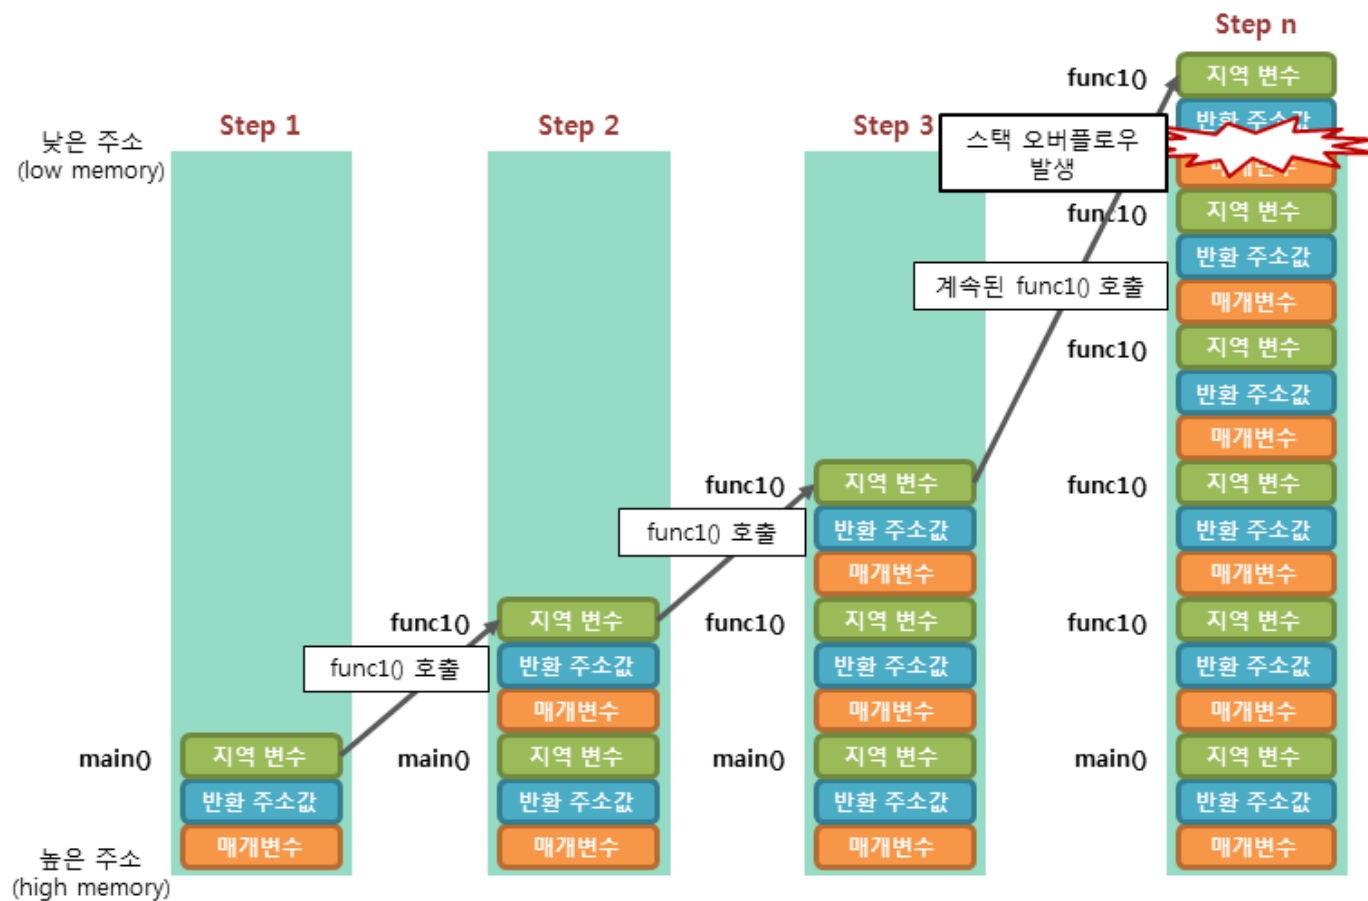 Step n
func1()
지역 변수
반환 주소값
매개변수
낮은 주소
(low memory)
Step 1
Step 2
Step 3
스택 오버플로우
발생
func1()
지역 변수
반환 주소값
계속된 func1() 호출
매개변수
func1()
지역 변수
반환 주소값
매개변수
func1()
지역 변수
func1()
지역 변수
func1() 호출
반환 주소값
반환 주소값
매개변수
매개변수
func1()
지역 변수
func1()
지역 변수
func1()
지역 변수
func1() 호출
반환 주소값
반환 주소값
반환 주소값
매개변수
매개변수
매개변수
main()
지역 변수
main()
지역 변수
main()
지역 변수
main()
지역 변수
반환 주소값
반환 주소값
반환 주소값
반환 주소값
높은 주소
(high memory)
매개변수
매개변수
매개변수
매개변수